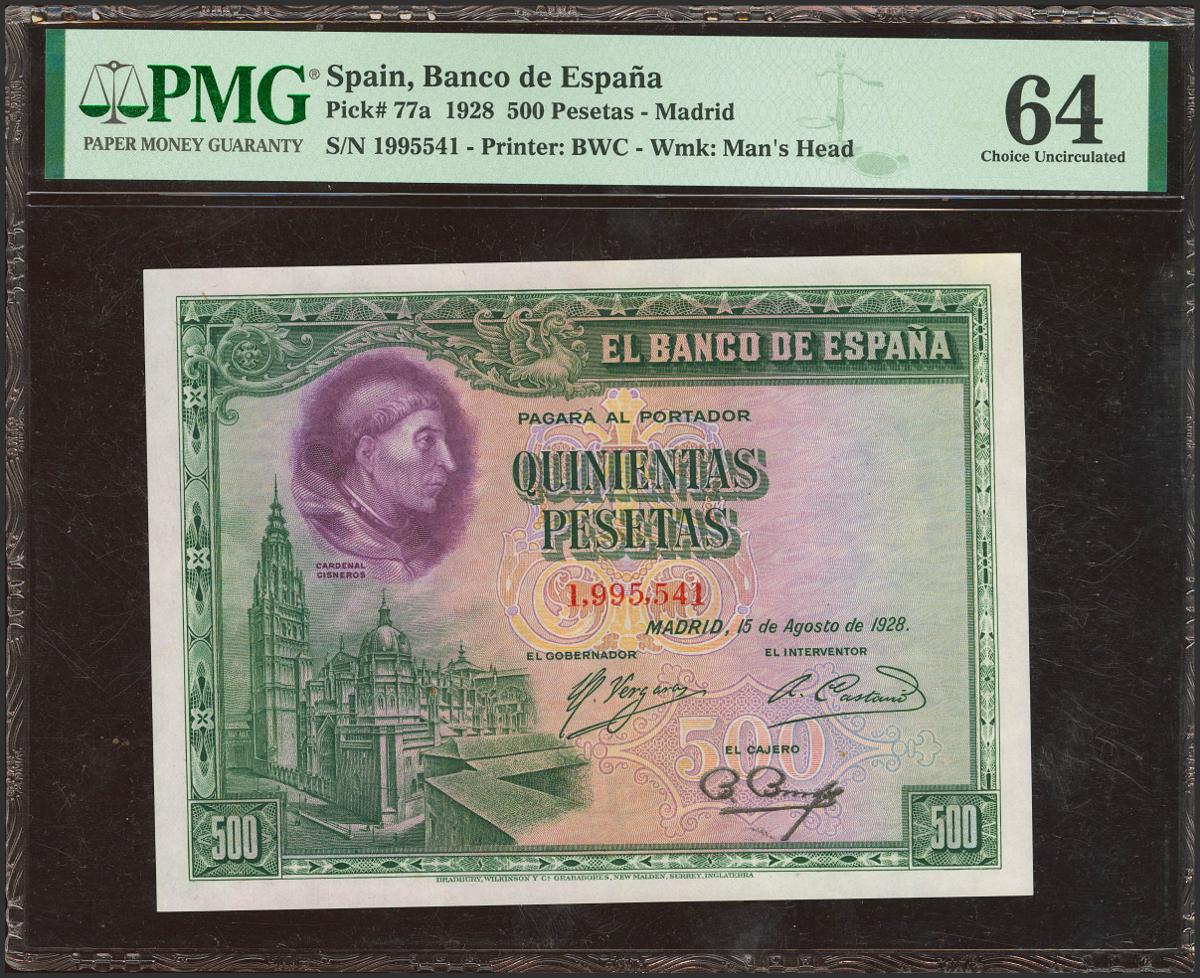 PMG®
PAPER MONEY GUARANTY
Spain, Banco de España
Pick# 77a 1928 500 Pesetas - Madrid
S/N 1995541 - Printer: BWC - Wmk: Man's Head
64
Choice Uncirculated
EL BANCO DE ESPAÑA
PAGARÁ AL PORTADOR
QUINIENTAS
PESETAS
CARDENAL
CISNEROS
1,995,541
MADRID, 15 de Agosto de 1928.
EL GOBERNADOR
EL INTERVENTOR
500
EL CAJERO
500
500
BRADBURY, WILKINSON Y Cª GRABADORES, NEW MALDEN, SURREY, INGLATERRA